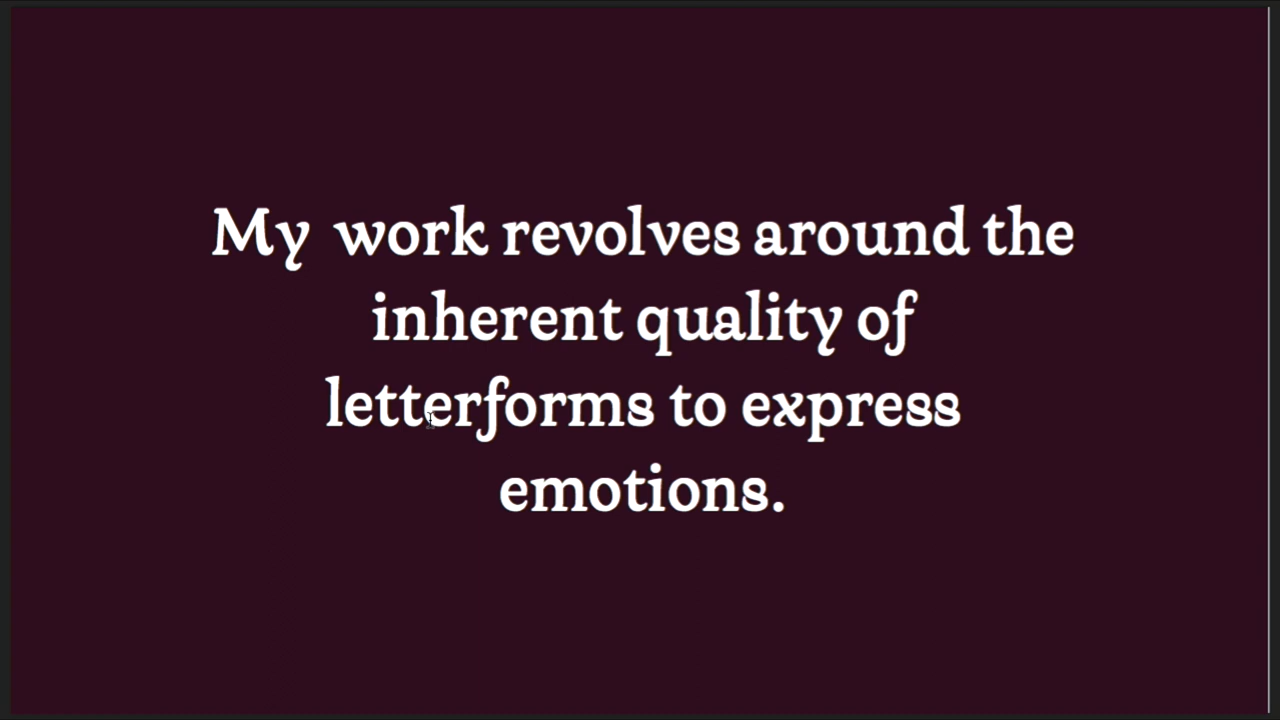 My  work revolves around the
inherent quality of
letterforms to express
emotions.